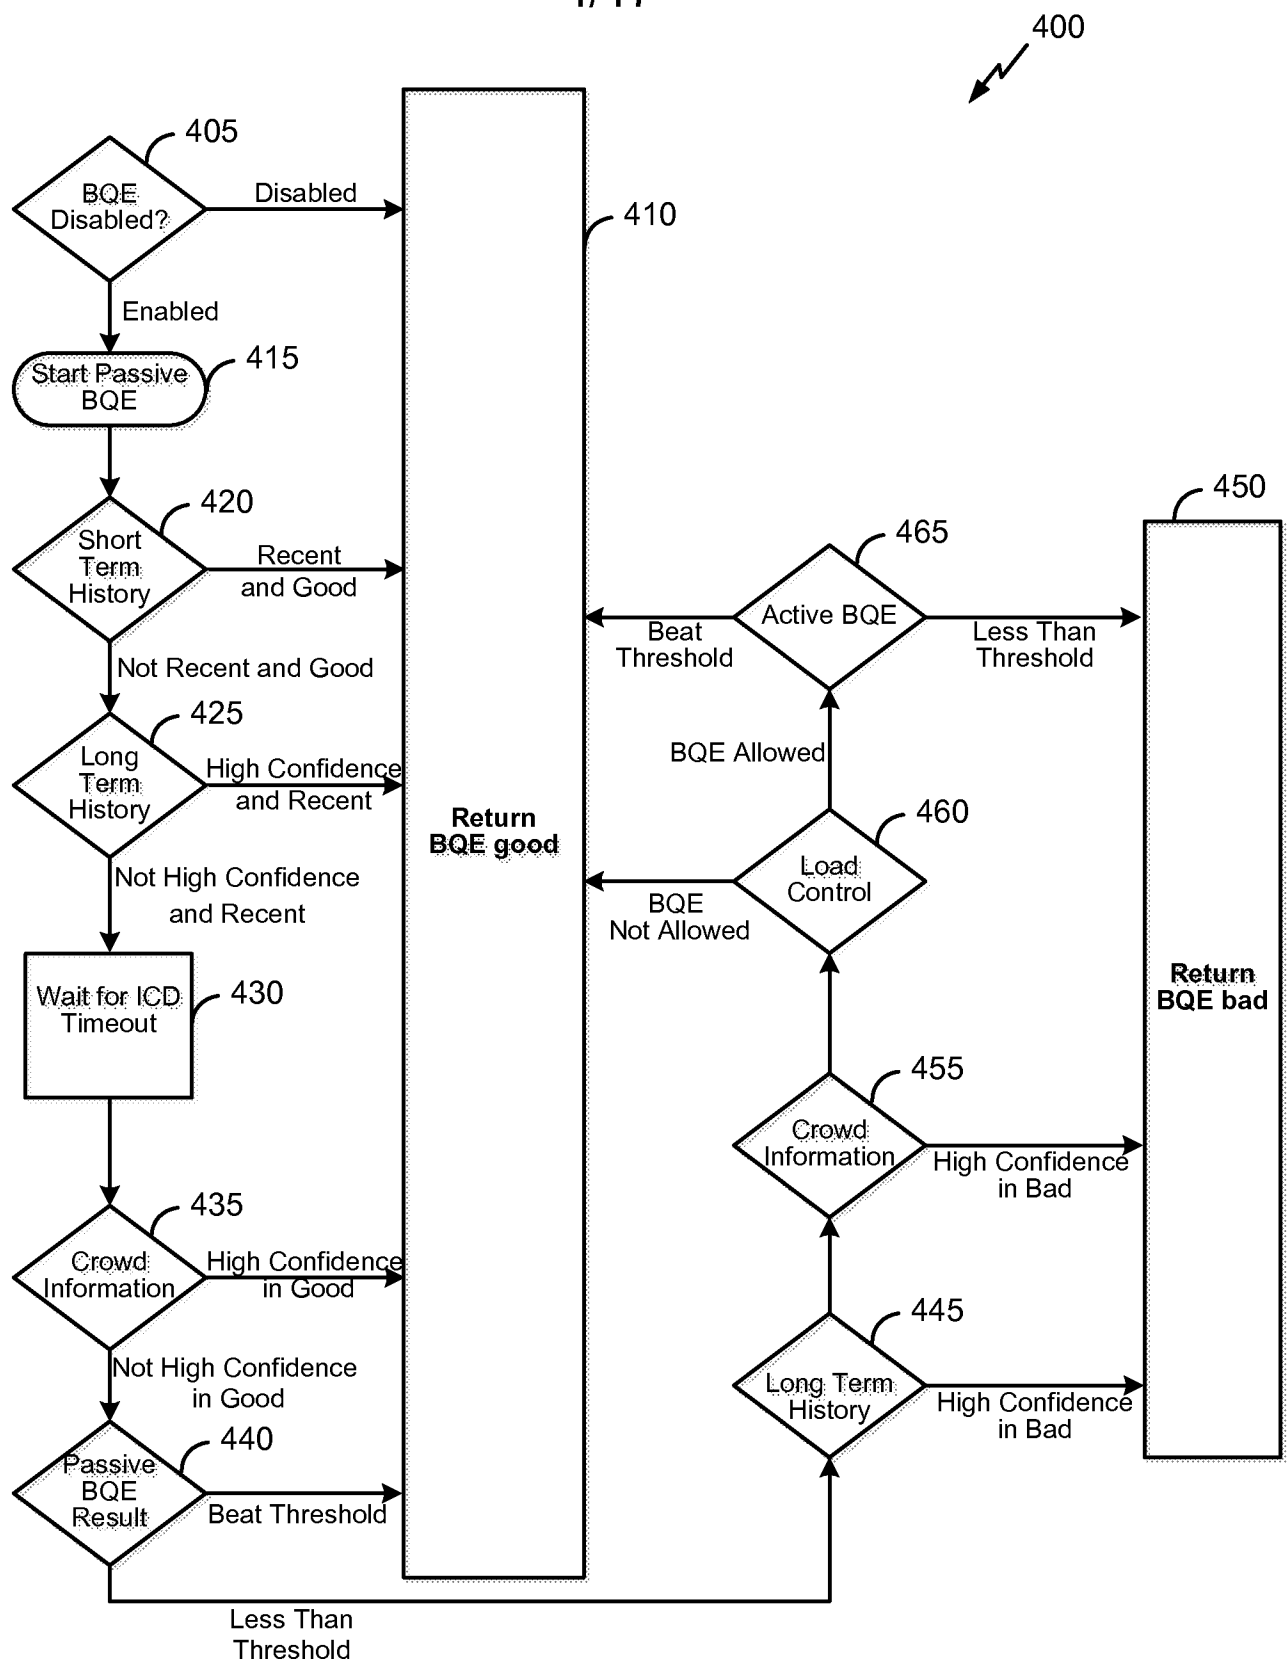 400
405
BQE
Disabled?
Disabled
410
Enabled
Start Passive
BQE
415
420
Short
Term
History
Recent
and Good
Not Recent and Good
425
Long
Term
History
High Confidence
and Recent
Not High Confidence
and Recent
Wait for ICD
Timeout
430
435
Crowd
Information
High Confidence
in Good
Not High Confidence
in Good
440
Passive
BQE
Result
Beat Threshold
Less Than
Threshold
Return
BQE good
465
Active BQE
Beat
Threshold
Less Than
Threshold
BQE Allowed
460
Load
Control
BQE
Not Allowed
455
Crowd
Information
High Confidence
in Bad
445
Long Term
History
High Confidence
in Bad
450
Return
BQE bad